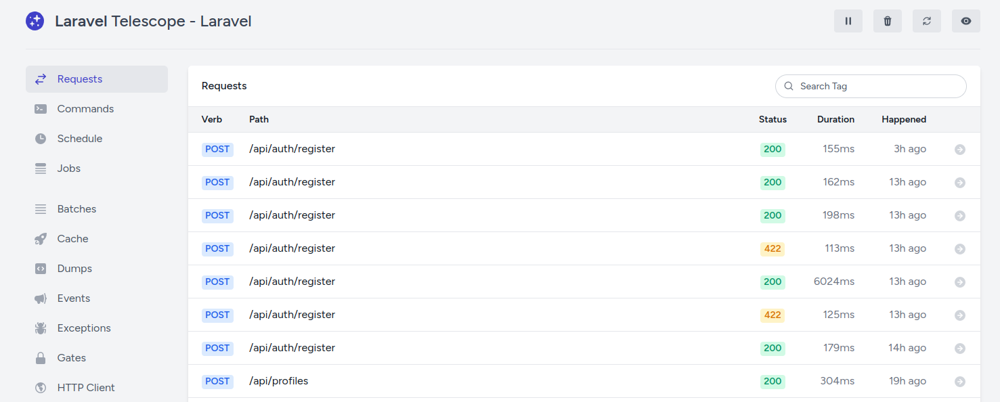 Laravel Telescope - Laravel
Requests
Commands
Schedule
Jobs
Batches
Cache
Dumps
Events
Exceptions
Gates
HTTP Client
Requests
Search Tag
Verb Path Status Duration Happened
POST /api/auth/register 200 155ms 3h ago
POST /api/auth/register 200 162ms 13h ago
POST /api/auth/register 200 198ms 13h ago
POST /api/auth/register 422 113ms 13h ago
POST /api/auth/register 200 6024ms 13h ago
POST /api/auth/register 422 125ms 13h ago
POST /api/auth/register 200 179ms 14h ago
POST /api/profiles 200 304ms 19h ago